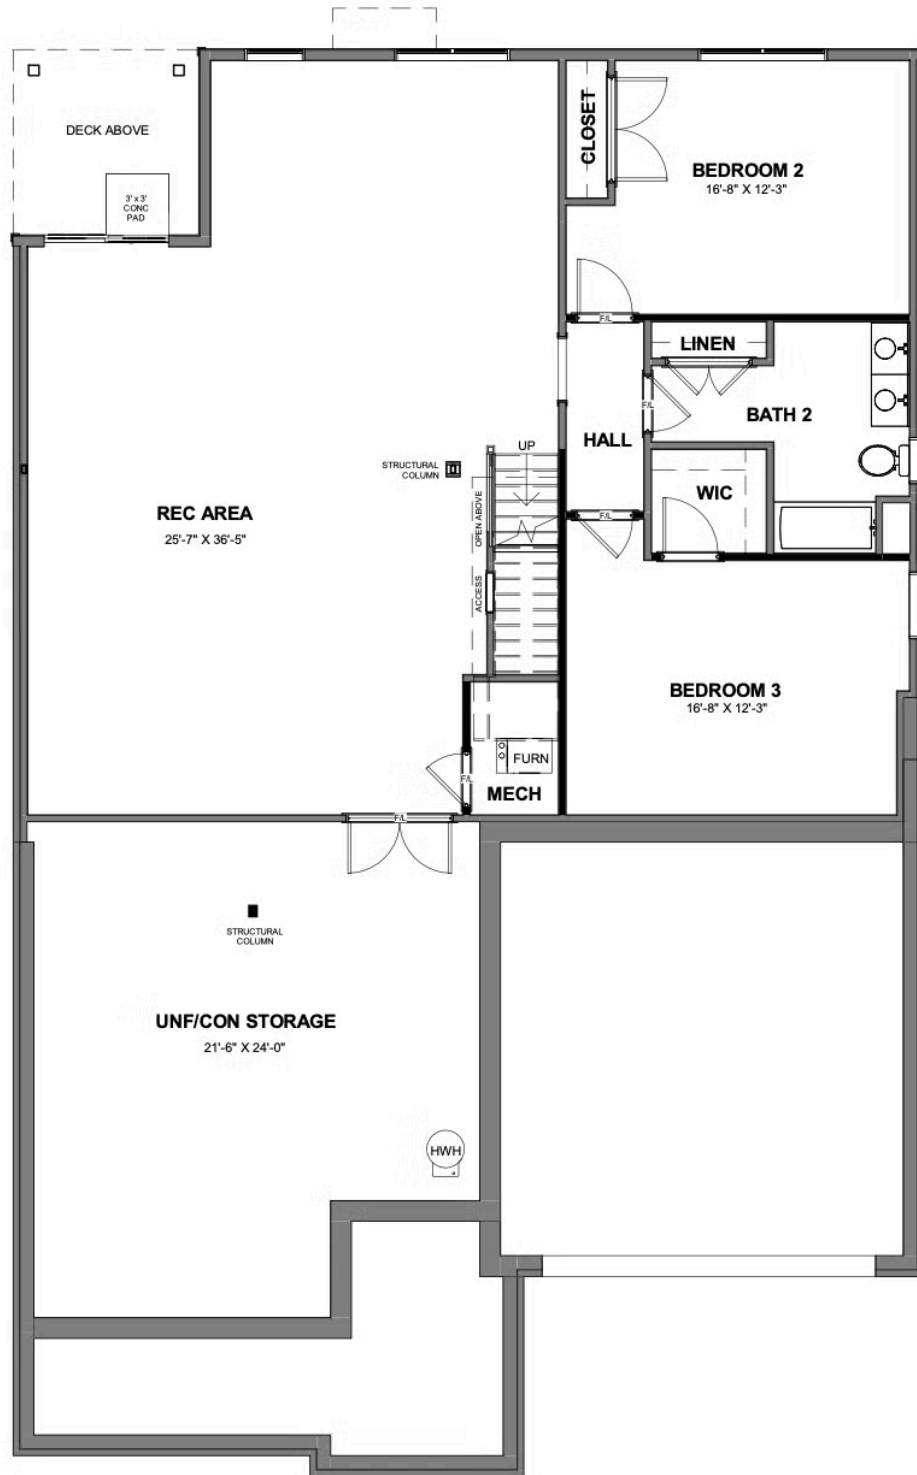 DECK ABOVE
3' x 3'
CONC
PAD
CLOSET
BEDROOM 2
16'-8" X 12'-3"
F/L
LINEN
F/L
BATH 2
HALL
UP
STRUCTURAL
COLUMN
WIC
OPEN ABOVE
REC AREA
25'-7" X 36'-5"
F/L
ACCESS
BEDROOM 3
16'-8" X 12'-3"
FURN
F/L
MECH
F/L
STRUCTURAL
COLUMN
UNF/CON STORAGE
21'-6" X 24'-0"
HWH